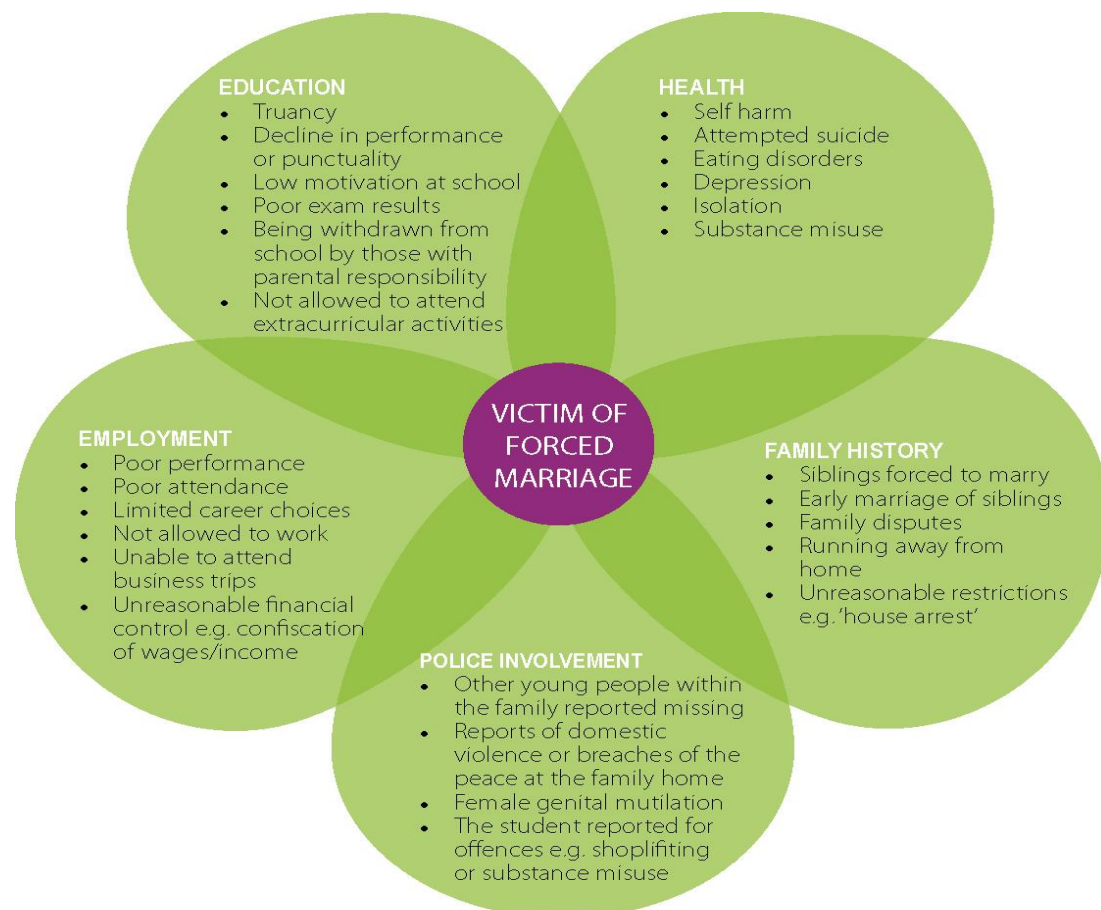 EDUCATION
• Truancy
• Decline in performance
or punctuality
• Low motivation at school
• Poor exam results
• Being withdrawn from
school by those with
parental responsibility
• Not allowed to attend
extracurricular activities
HEALTH
• Self harm
• Attempted suicide
• Eating disorders
• Depression
• Isolation
• Substance misuse
VICTIM OF
FORCED
MARRIAGE
EMPLOYMENT
• Poor performance
• Poor attendance
• Limited career choices
• Not allowed to work
• Unable to attend
business trips
• Unreasonable financial
control e.g. confiscation
of wages/income
FAMILY HISTORY
• Siblings forced to marry
• Early marriage of siblings
• Family disputes
• Running away from
home
• Unreasonable restrictions
e.g. ‘house arrest’
POLICE INVOLVEMENT
• Other young people within
the family reported missing
• Reports of domestic
violence or breaches of the
peace at the family home
• Female genital mutilation
• The student reported for
offences e.g. shoplifiting
or substance misuse